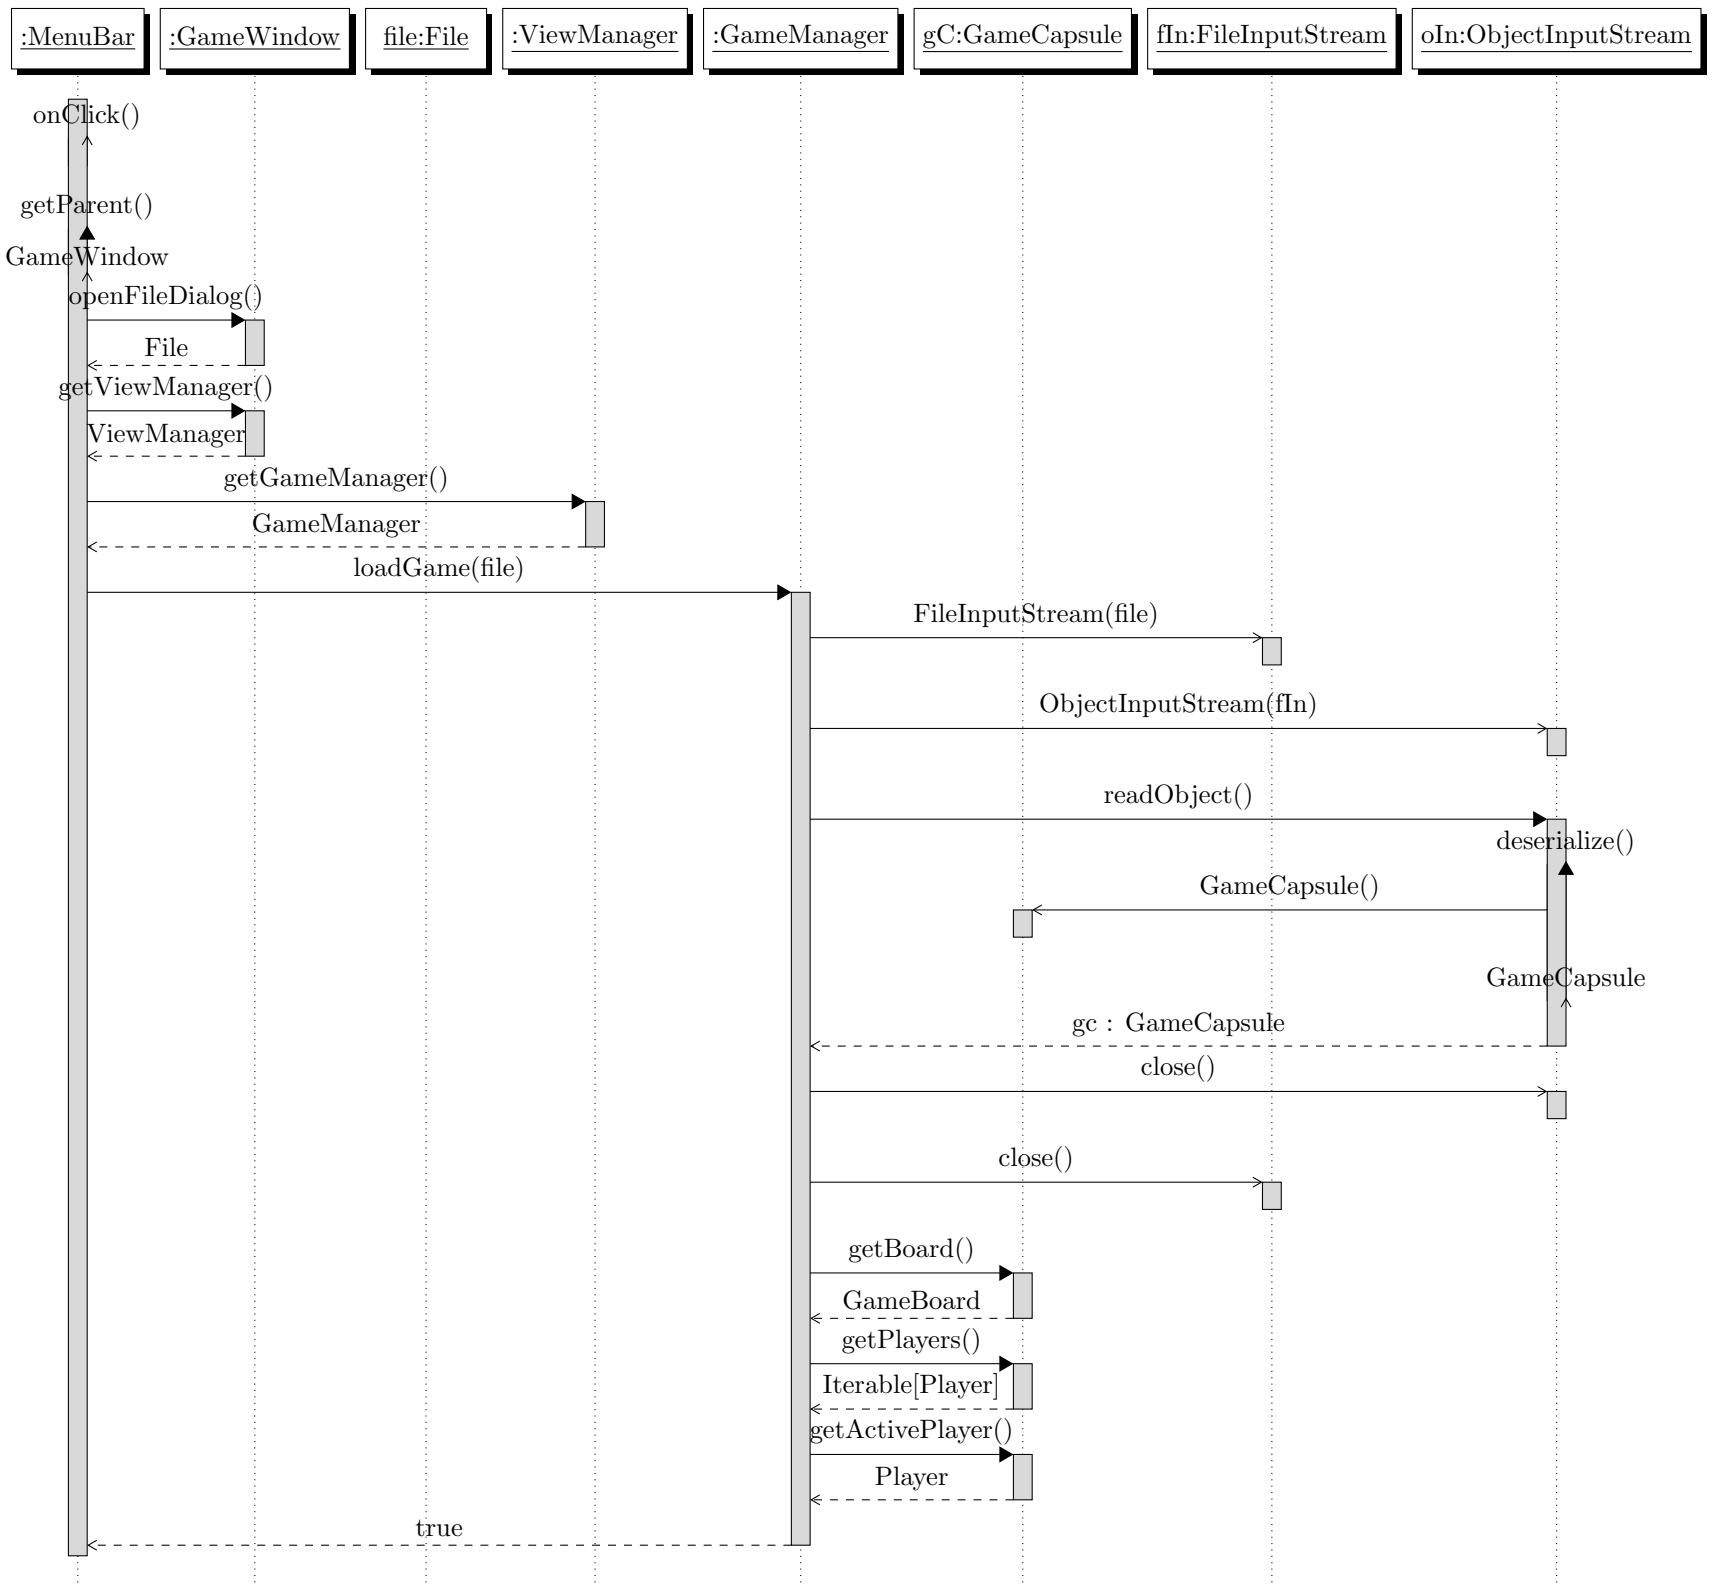 :MenuBar
:GameWindow
file:File
:ViewManager
:GameManager
gC:GameCapsule
fIn:FileInputStream
oIn:ObjectInputStream
onClick()
getParent()
GameWindow
openFileDialog()
File
getViewManager()
ViewManager
getGameManager()
GameManager
loadGame(file)
FileInputStream(file)
ObjectInputStream(fIn)
readObject()
deserialize()
GameCapsule()
GameCapsule
gc : GameCapsule
close()
close()
getBoard()
GameBoard
getPlayers()
Iterable[Player]
getActivePlayer()
Player
true